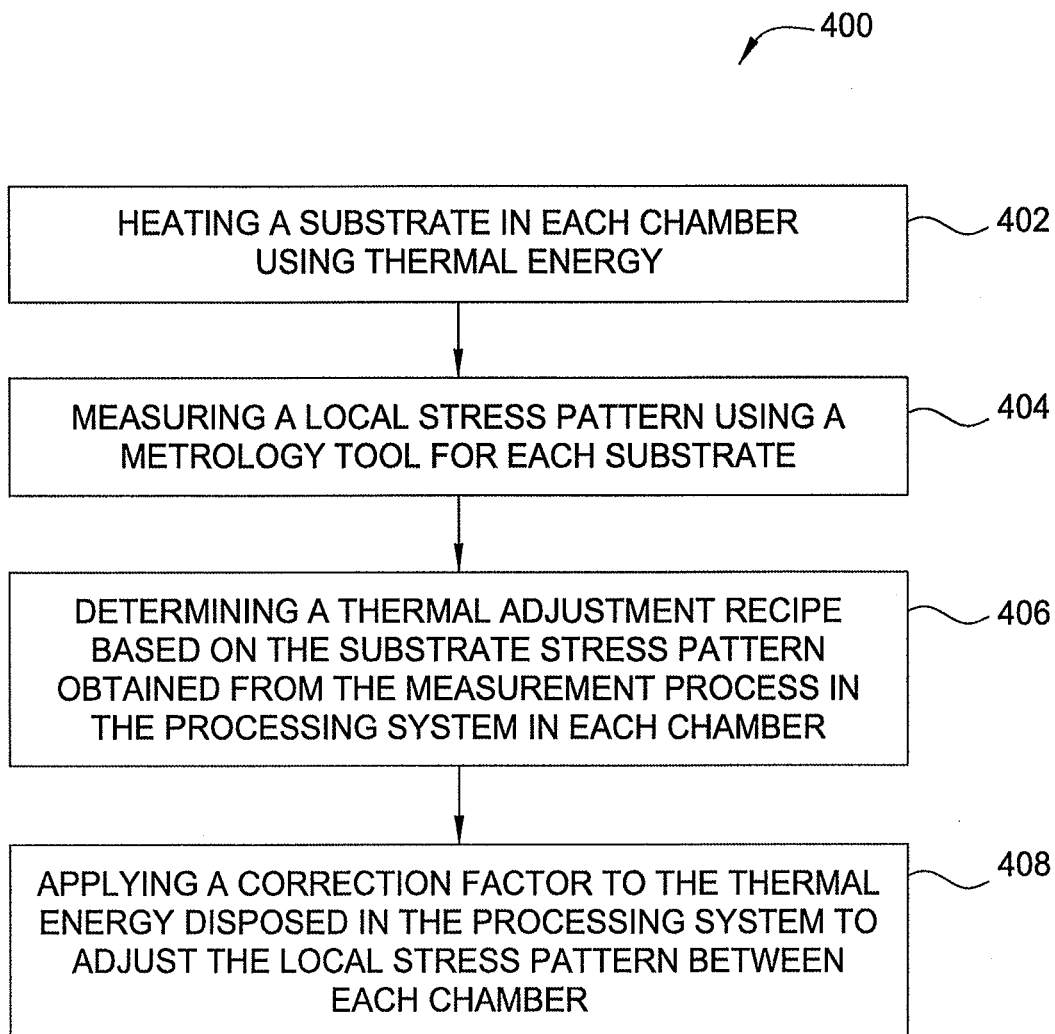 400
HEATING A SUBSTRATE IN EACH CHAMBER
USING THERMAL ENERGY
402
MEASURING A LOCAL STRESS PATTERN USING A
METROLOGY TOOL FOR EACH SUBSTRATE
404
DETERMINING A THERMAL ADJUSTMENT RECIPE
BASED ON THE SUBSTRATE STRESS PATTERN
OBTAINED FROM THE MEASUREMENT PROCESS IN
THE PROCESSING SYSTEM IN EACH CHAMBER
406
APPLYING A CORRECTION FACTOR TO THE THERMAL
ENERGY DISPOSED IN THE PROCESSING SYSTEM TO
ADJUST THE LOCAL STRESS PATTERN BETWEEN
EACH CHAMBER
408